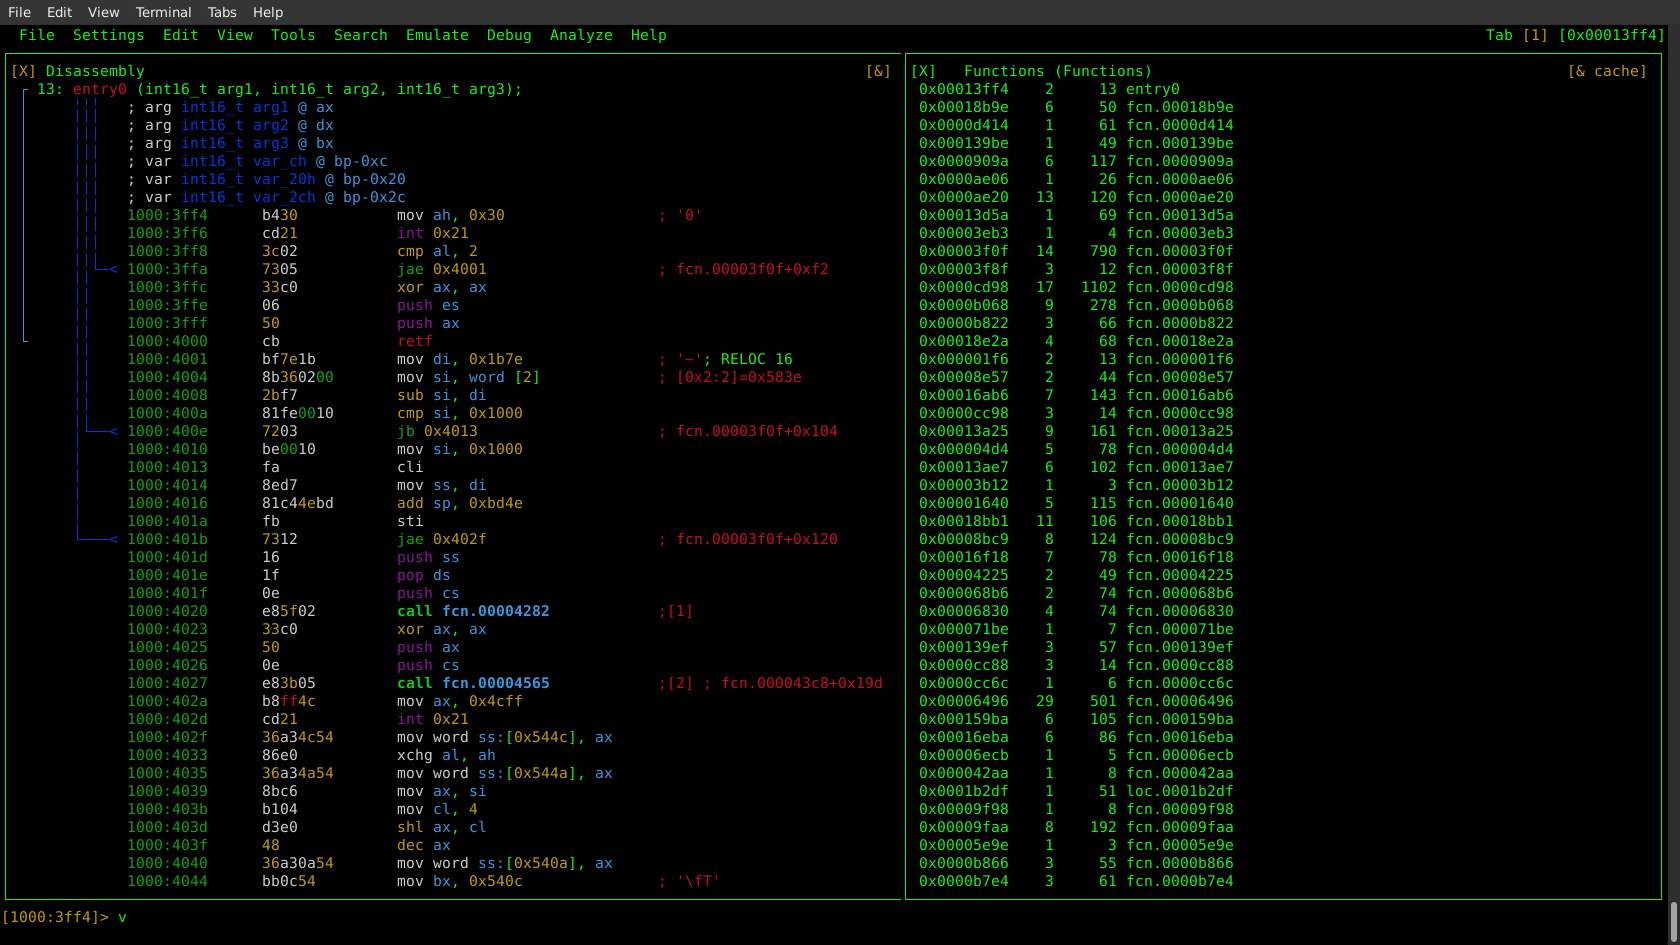 File Edit View Terminal Tabs Help
File Settings Edit View Tools Search Emulate Debug Analyze Help Tab [1] [0x00013ff4]
[X] Disassembly [&]
13: entry0 (int16_t arg1, int16_t arg2, int16_t arg3);
; arg int16_t arg1 @ ax
; arg int16_t arg2 @ dx
; arg int16_t arg3 @ bx
; var int16_t var_ch @ bp-0xc
; var int16_t var_20h @ bp-0x20
; var int16_t var_2ch @ bp-0x2c
1000:3ff4 b430 mov ah, 0x30 ; '0'
1000:3ff6 cd21 int 0x21
1000:3ff8 3c02 cmp al, 2
< 1000:3ffa 7305 jae 0x4001 ; fcn.00003f0f+0xf2
1000:3ffc 33c0 xor ax, ax
1000:3ffe 06 push es
1000:3fff 50 push ax
1000:4000 cb retf
1000:4001 bf7e1b mov di, 0x1b7e ; '~'; RELOC 16
1000:4004 8b360200 mov si, word [2] ; [0x2:2]=0x583e
1000:4008 2bf7 sub si, di
1000:400a 81fe0010 cmp si, 0x1000
< 1000:400e 7203 jb 0x4013 ; fcn.00003f0f+0x104
1000:4010 be0010 mov si, 0x1000
1000:4013 fa cli
1000:4014 8ed7 mov ss, di
1000:4016 81c44ebd add sp, 0xbd4e
1000:401a fb sti
< 1000:401b 7312 jae 0x402f ; fcn.00003f0f+0x120
1000:401d 16 push ss
1000:401e 1f pop ds
1000:401f 0e push cs
1000:4020 e85f02 call fcn.00004282 ;[1]
1000:4023 33c0 xor ax, ax
1000:4025 50 push ax
1000:4026 0e push cs
1000:4027 e83b05 call fcn.00004565 ;[2] ; fcn.000043c8+0x19d
1000:402a b8ff4c mov ax, 0x4cff
1000:402d cd21 int 0x21
1000:402f 36a34c54 mov word ss:[0x544c], ax
1000:4033 86e0 xchg al, ah
1000:4035 36a34a54 mov word ss:[0x544a], ax
1000:4039 8bc6 mov ax, si
1000:403b b104 mov cl, 4
1000:403d d3e0 shl ax, cl
1000:403f 48 dec ax
1000:4040 36a30a54 mov word ss:[0x540a], ax
1000:4044 bb0c54 mov bx, 0x540c ; '\fT'
[X] Functions (Functions) [& cache]
0x00013ff4 2 13 entry0
0x00018b9e 6 50 fcn.00018b9e
0x0000d414 1 61 fcn.0000d414
0x000139be 1 49 fcn.000139be
0x0000909a 6 117 fcn.0000909a
0x0000ae06 1 26 fcn.0000ae06
0x0000ae20 13 120 fcn.0000ae20
0x00013d5a 1 69 fcn.00013d5a
0x00003eb3 1 4 fcn.00003eb3
0x00003f0f 14 790 fcn.00003f0f
0x00003f8f 3 12 fcn.00003f8f
0x0000cd98 17 1102 fcn.0000cd98
0x0000b068 9 278 fcn.0000b068
0x0000b822 3 66 fcn.0000b822
0x00018e2a 4 68 fcn.00018e2a
0x000001f6 2 13 fcn.000001f6
0x00008e57 2 44 fcn.00008e57
0x00016ab6 7 143 fcn.00016ab6
0x0000cc98 3 14 fcn.0000cc98
0x00013a25 9 161 fcn.00013a25
0x000004d4 5 78 fcn.000004d4
0x00013ae7 6 102 fcn.00013ae7
0x00003b12 1 3 fcn.00003b12
0x00001640 5 115 fcn.00001640
0x00018bb1 11 106 fcn.00018bb1
0x00008bc9 8 124 fcn.00008bc9
0x00016f18 7 78 fcn.00016f18
0x00004225 2 49 fcn.00004225
0x000068b6 2 74 fcn.000068b6
0x00006830 4 74 fcn.00006830
0x000071be 1 7 fcn.000071be
0x000139ef 3 57 fcn.000139ef
0x0000cc88 3 14 fcn.0000cc88
0x0000cc6c 1 6 fcn.0000cc6c
0x00006496 29 501 fcn.00006496
0x000159ba 6 105 fcn.000159ba
0x00016eba 6 86 fcn.00016eba
0x00006ecb 1 5 fcn.00006ecb
0x000042aa 1 8 fcn.000042aa
0x0001b2df 1 51 loc.0001b2df
0x00009f98 1 8 fcn.00009f98
0x00009faa 8 192 fcn.00009faa
0x00005e9e 1 3 fcn.00005e9e
0x0000b866 3 55 fcn.0000b866
0x0000b7e4 3 61 fcn.0000b7e4
[1000:3ff4]> v